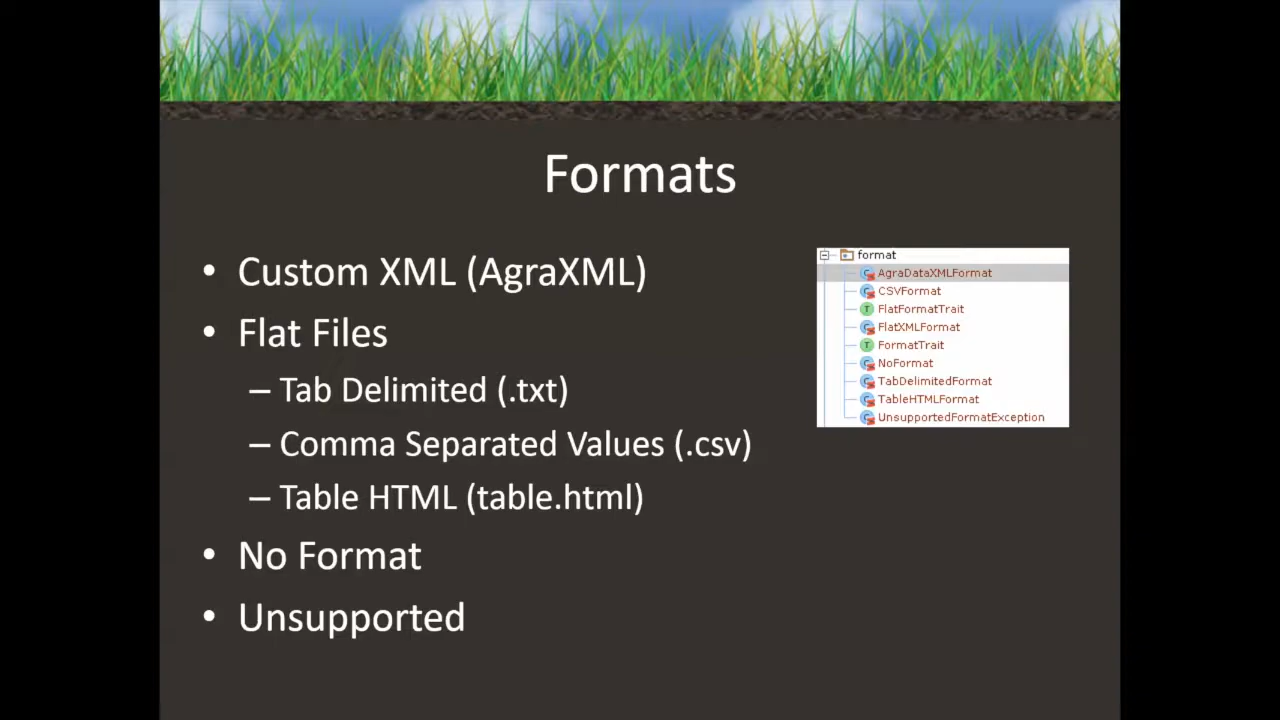 Formats
• Custom XML (AgraXML)
• Flat Files
– Tab Delimited (.txt)
– Comma Separated Values (.csv)
– Table HTML (table.html)
• No Format
• Unsupported
format
AgraDataXMLFormat
CSVFormat
FlatFormatTrait
FlatXMLFormat
FormatTrait
NoFormat
TabDelimitedFormat
TableHTMLFormat
UnsupportedFormatException